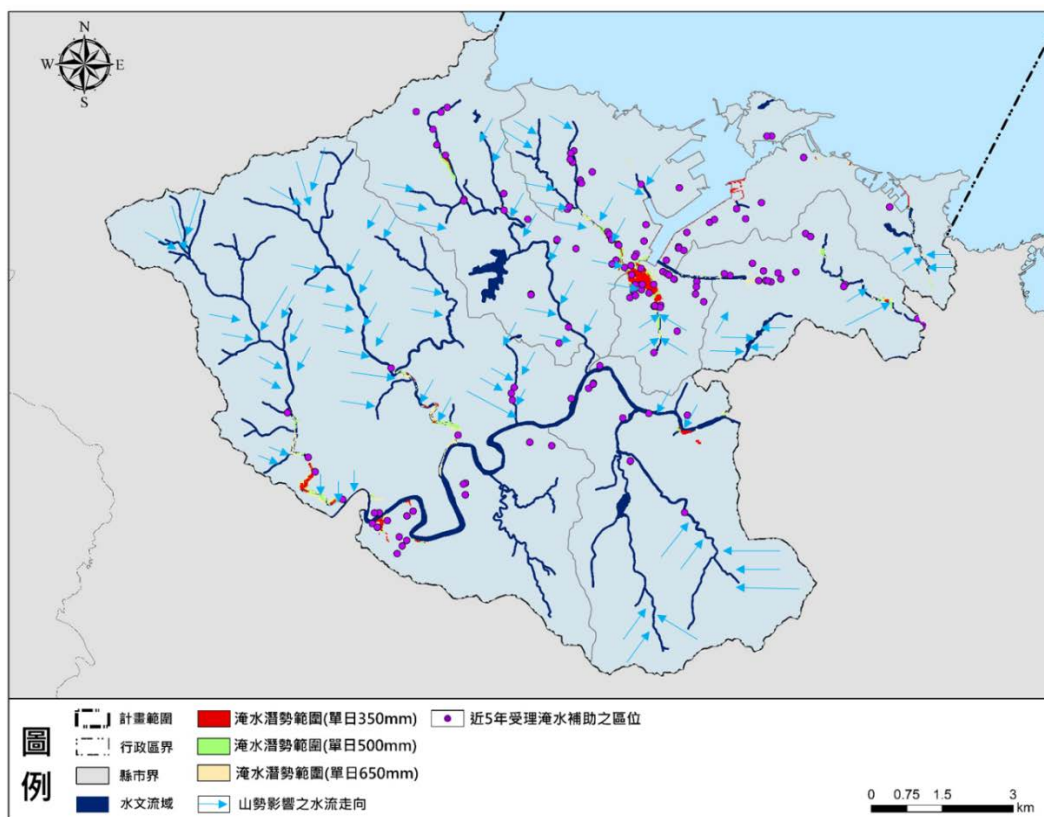 N
W E
S
圖例
計畫範圍
行政區界
縣市界
水文流域
淹水潛勢範圍(單日350mm)
淹水潛勢範圍(單日500mm)
淹水潛勢範圍(單日650mm)
山勢影響之水流走向
近5年受理淹水補助之區位
0 0.75 1.5 3
km